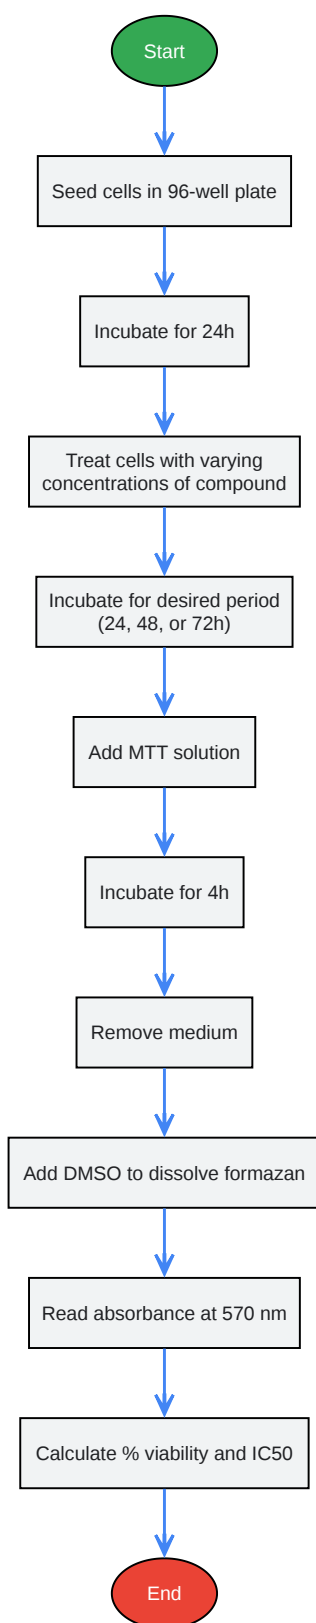 Start
Seed cells in 96-well plate
Incubate for 24h
Treat cells with varying
concentrations of compound
Incubate for desired period
(24, 48, or 72h)
Add MTT solution
Incubate for 4h
Remove medium
Add DMSO to dissolve formazan
Read absorbance at 570 nm
Calculate % viability and IC50
End